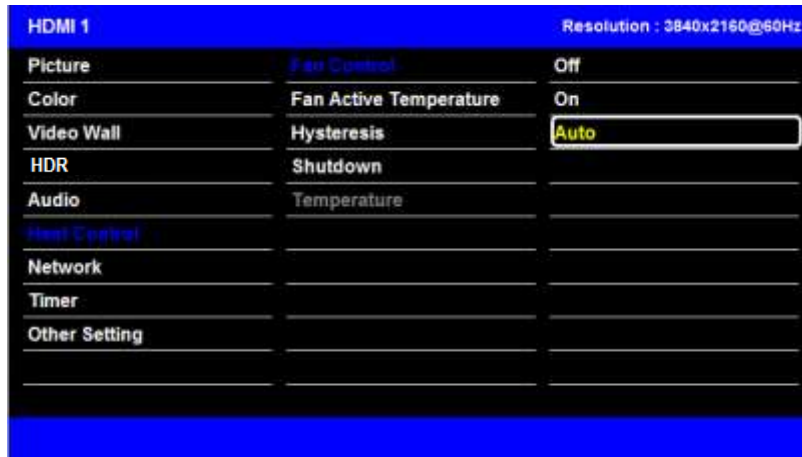 HDMI 1 Resolution : 3840x2160@60Hz
Picture Fan Control Off
Color Fan Active Temperature On
Video Wall Hysteresis Auto
HDR Shutdown
Audio Temperature
Heat Control
Network
Timer
Other Setting